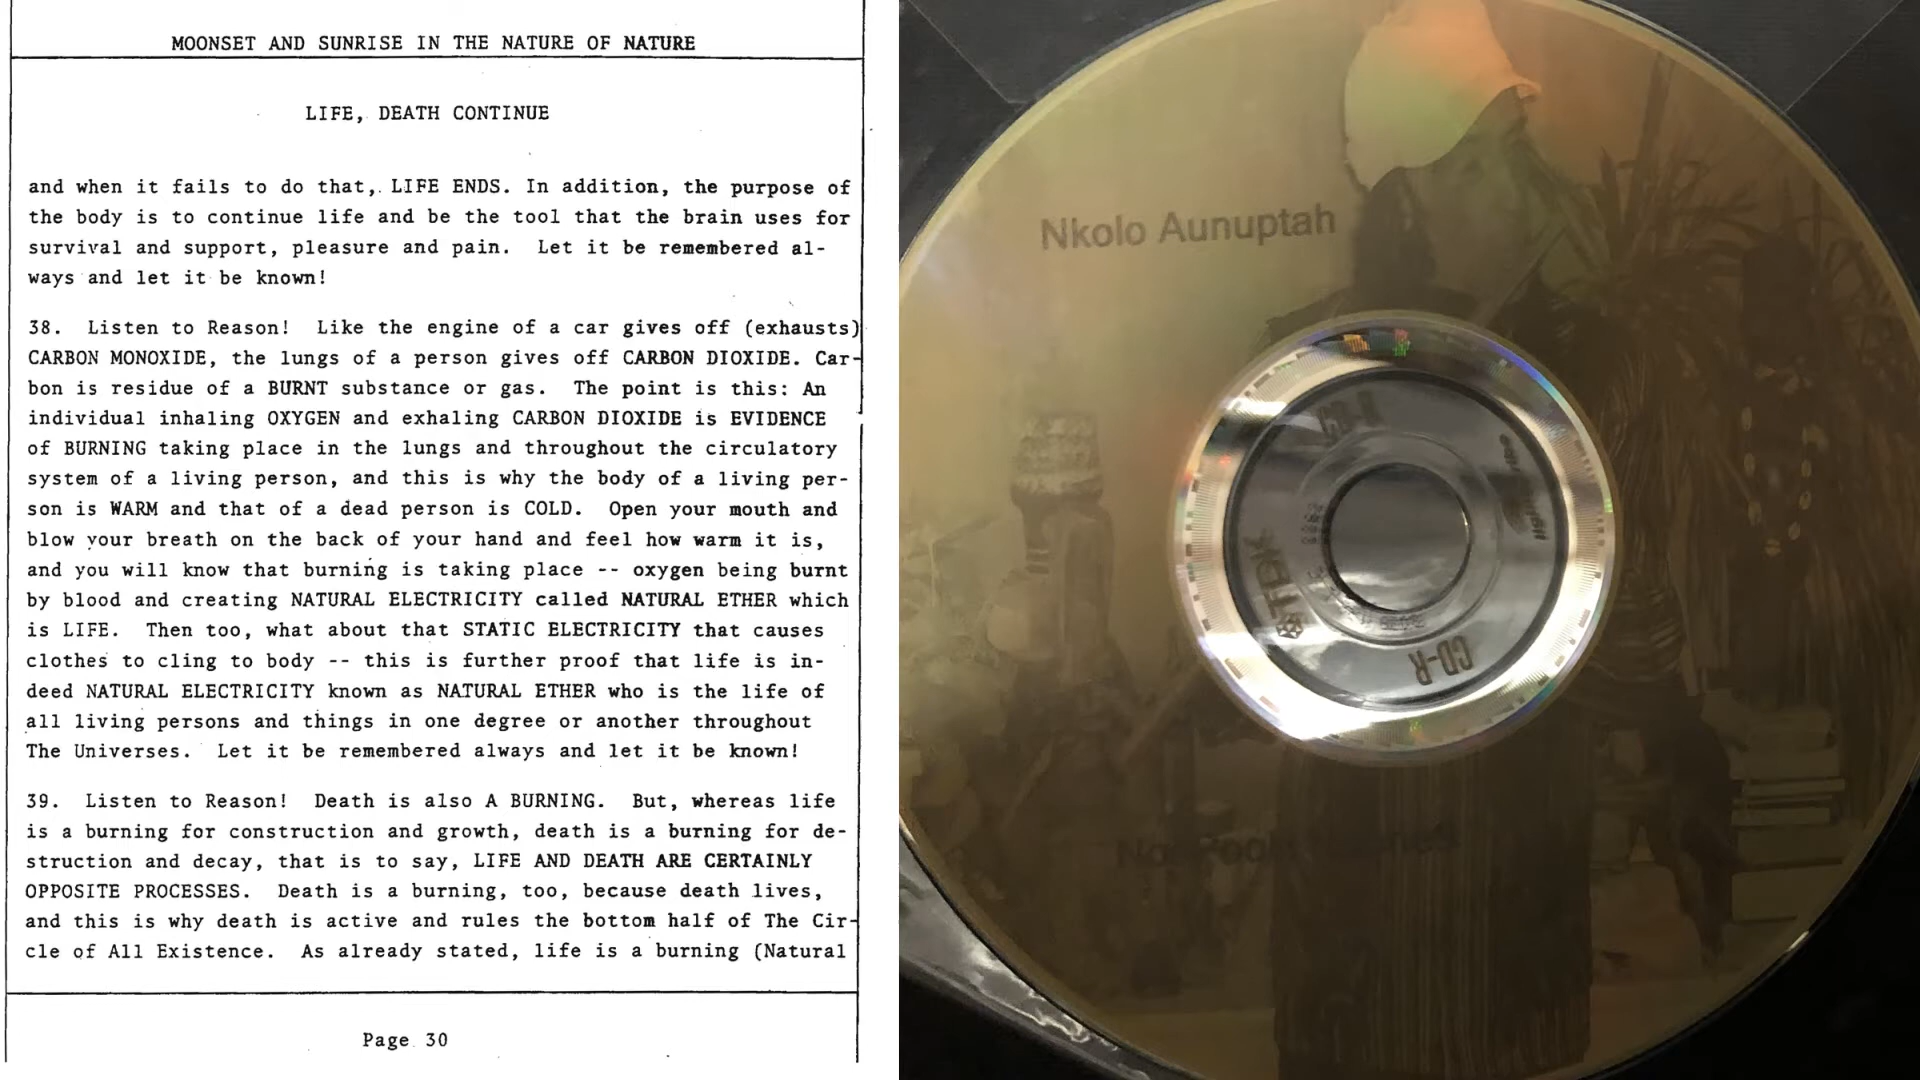 MOONSET AND SUNRISE IN THE NATURE OF NATURE
LIFE, DEATH CONTINUE
and when it fails to do that, LIFE ENDS. In addition, the purpose of
the body is to continue life and be the tool that the brain uses for
survival and support, pleasure and pain. Let it be remembered al-
ways and let it be known!
38. Listen to Reason! Like the engine of a car gives off (exhausts)
CARBON MONOXIDE, the lungs of a person gives off CARBON DIOXIDE. Car-
bon is residue of a BURNT substance or gas. The point is this: An
individual inhaling OXYGEN and exhaling CARBON DIOXIDE is EVIDENCE
of BURNING taking place in the lungs and throughout the circulatory
system of a living person, and this is why the body of a living per-
son is WARM and that of a dead person is COLD. Open your mouth and
blow your breath on the back of your hand and feel how warm it is,
and you will know that burning is taking place -- oxygen being burnt
by blood and creating NATURAL ELECTRICITY called NATURAL ETHER which
is LIFE. Then too, what about that STATIC ELECTRICITY that causes
clothes to cling to body -- this is further proof that life is in-
deed NATURAL ELECTRICITY known as NATURAL ETHER who is the life of
all living persons and things in one degree or another throughout
The Universes. Let it be remembered always and let it be known!
39. Listen to Reason! Death is also A BURNING. But, whereas life
is a burning for construction and growth, death is a burning for de-
struction and decay, that is to say, LIFE AND DEATH ARE CERTAINLY
OPPOSITE PROCESSES. Death is a burning, too, because death lives,
and this is why death is active and rules the bottom half of The Cir-
cle of All Existence. As already stated, life is a burning (Natural
Page 30
Nkolo Aunuptah
CD-R
TDK
CD-R